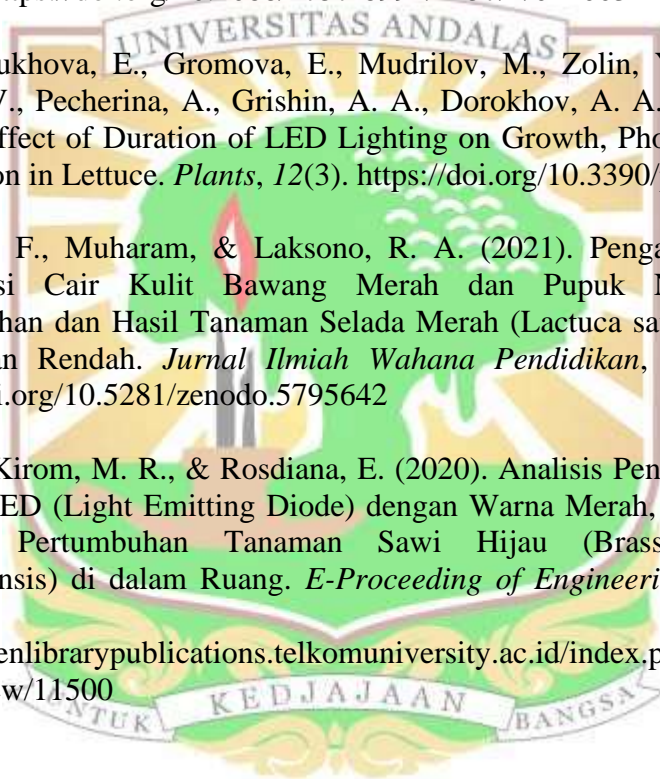 UNIVERSITAS ANDALAS
ukhova, E., Gromova, E., Mudrilov, M., Zolin, Y
Pecherina, A., Grishin, A. A., Dorokhov, A. A.
ffect of Duration of LED Lighting on Growth, Pho
on in Lettuce. Plants, 12(3). https://doi.org/10.3390/
F., Muharam, & Laksono, R. A. (2021). Penga
si Cair Kulit Bawang Merah dan Pupuk N
han dan Hasil Tanaman Selada Merah (Lactuca sa
an Rendah. Jurnal Ilmiah Wahana Pendidikan,
i.org/10.5281/zenodo.5795642
Kirom, M. R., & Rosdiana, E. (2020). Analisis Pen
ED (Light Emitting Diode) dengan Warna Merah,
Pertumbuhan Tanaman Sawi Hijau (Brass
nsis) di dalam Ruang. E-Proceeding of Engineeri
enlibrarypublications.telkomuniversity.ac.id/index.p
w/11500
UNTUK KEDJAJAAN BANGSA